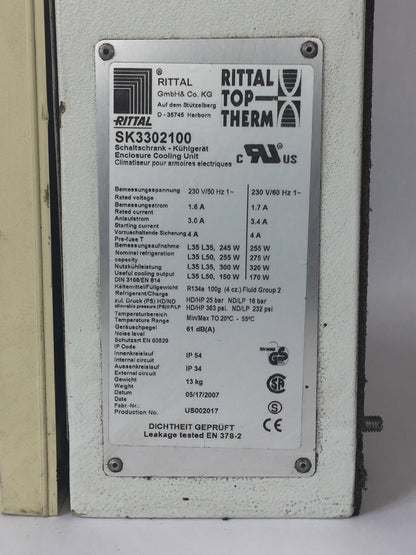 RITTAL
® RITTAL
GmbH& Co. KG
Auf dem Stützelberg
D - 35745 Herborn
RITTAL
TOP
THERM
SK3302100
Schaltschrank - Kühlgerät
Enclosure Cooling Unit
Climatiseur pour armoires electriques
C US
Bemessungsspannung 230 V/50 Hz 1~ 230 V/60 Hz 1~
Rated voltage
Bemessungsstrom 1.6 A 1.7 A
Rated current
Anlaufstrom 3.0 A 3.4 A
Starting current
Vorzuschaltende Sicherung 4 A 4 A
Pre-fuse T
Bemessungsaufnahme L35 L35, 245 W 255 W
Nominal refrigeration L35 L50, 255 W 275 W
capacity
Nutzkühlleistung L35 L35, 300 W 320 W
Useful cooling output L35 L50, 150 W 170 W
DIN 3168/EN 814
Kältemittel/Füllgewicht R134a 100g (4 oz.) Fluid Group 2
Refrigerant/Charge
zul. Druck (PS) HD/ND HD/HP 25 bar ND/LP 16 bar
allowable pressure (PS) HP/LP HD/HP 363 psi. ND/LP 232 psi
Temperaturbereich Min/Max TO 20°C - 55°C
Temperature Range
Geräuschpegel 61 dB(A)
Schutzart EN 60529
IP Code
Innenkreislauf IP 54
Internal circuit
Aussenkreislauf IP 34
External circuit
Gewicht 13 kg
Weight
Datum 05/17/2007
Date
Fabr.-Nr.: US002017
Production No.
GS
CE
DICHTHEIT GEPRÜFT
Leakage tested EN 378-2